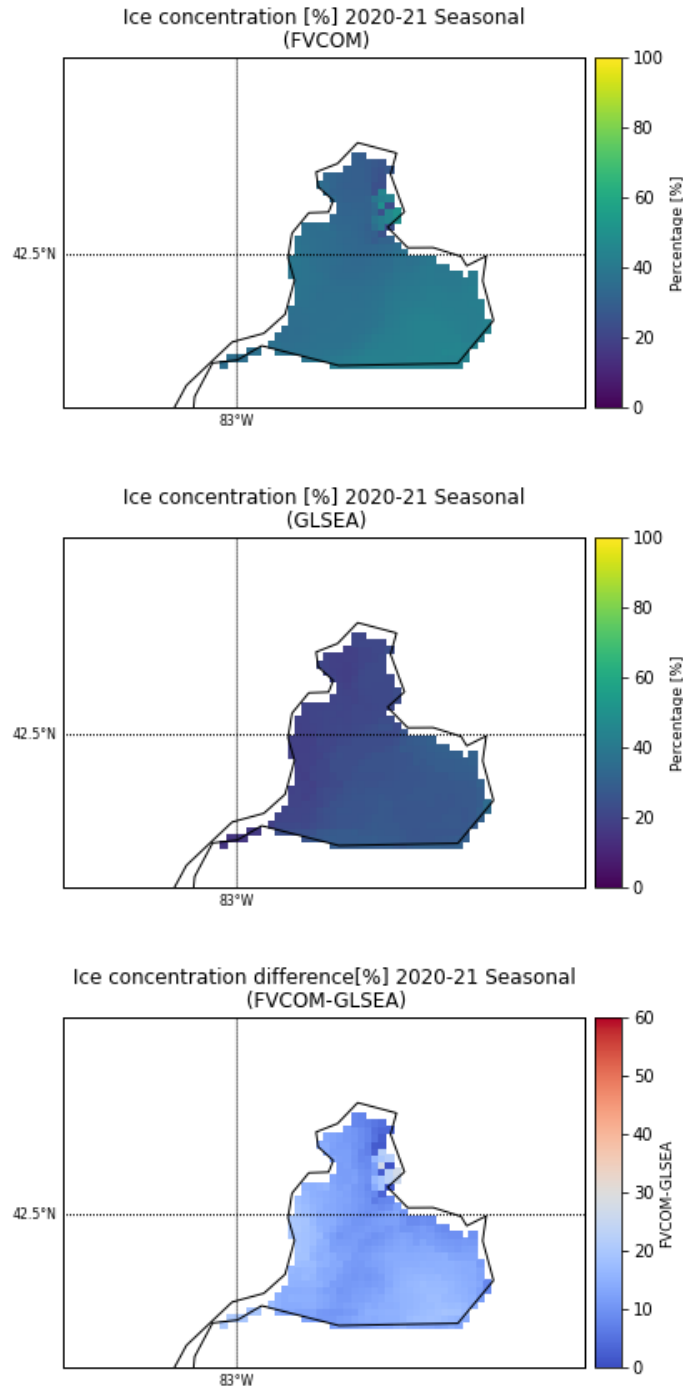 Ice concentration [%] 2020-21 Seasonal
(FVCOM)
100
80
60
40
20
0
Percentage [%]
42.5°N
83°W
Ice concentration [%] 2020-21 Seasonal
(GLSEA)
100
80
60
40
20
0
Percentage [%]
42.5°N
83°W
Ice concentration difference[%] 2020-21 Seasonal
(FVCOM-GLSEA)
60
50
40
30
20
10
0
FVCOM-GLSEA
42.5°N
83°W